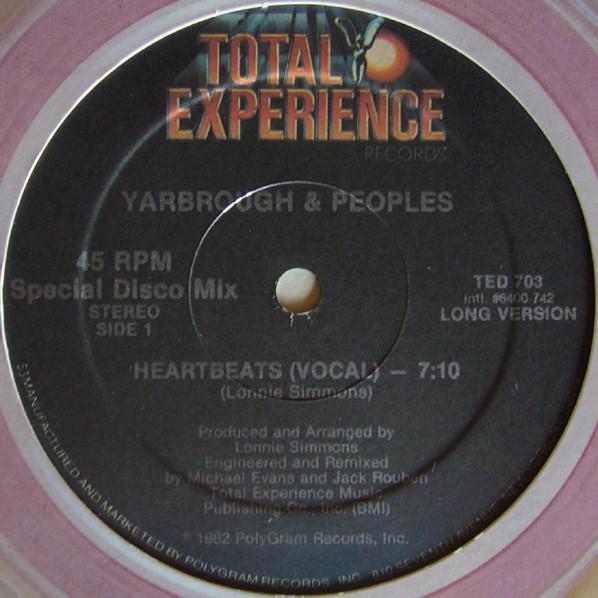 TOTAL
EXPERIENCE
RECORDS
YARBROUGH & PEOPLES
45 RPM
Special Disco Mix
STEREO
SIDE 1
TED 703
intl. #6400 742
LONG VERSION
HEARTBEATS (VOCAL) — 7:10
(Lonnie Simmons)
Produced and Arranged by
Lonnie Simmons
Engineered and Remixed
by Michael Evans and Jack Rouben
Total Experience Music
Publishing Co., Inc. (BMI)
℗ 1982 PolyGram Records, Inc.
53 MANUFACTURED AND MARKETED BY POLYGRAM RECORDS, INC. 810 SEVENTH